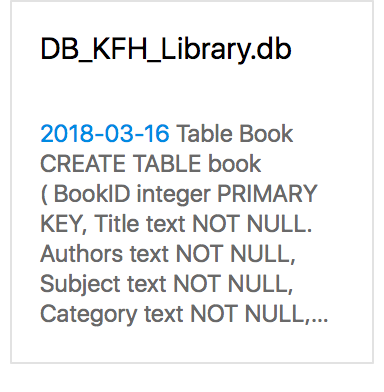 DB_KFH_Library.db
2018-03-16 Table Book
CREATE TABLE book
( BookID integer PRIMARY
KEY, Title text NOT NULL.
Authors text NOT NULL,
Subject text NOT NULL,
Category text NOT NULL,...